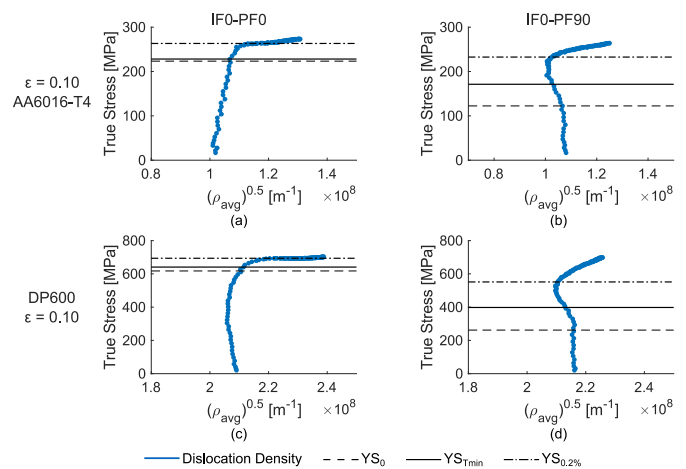 IF0-PF0
IF0-PF90
ε = 0.10
AA6016-T4
True Stress [MPa]
300
200
100
0
0.8
1
1.2
1.4
(ρavg)^0.5 [m^-1]
× 10^8
(a)
True Stress [MPa]
300
200
100
0
0.8
1
1.2
1.4
(ρavg)^0.5 [m^-1]
× 10^8
(b)
DP600
ε = 0.10
True Stress [MPa]
800
600
400
200
0
1.8
2
2.2
2.4
(ρavg)^0.5 [m^-1]
× 10^8
(c)
True Stress [MPa]
800
600
400
200
0
1.8
2
2.2
2.4
(ρavg)^0.5 [m^-1]
× 10^8
(d)
Dislocation Density
YS0
YSTmin
YS0.2%